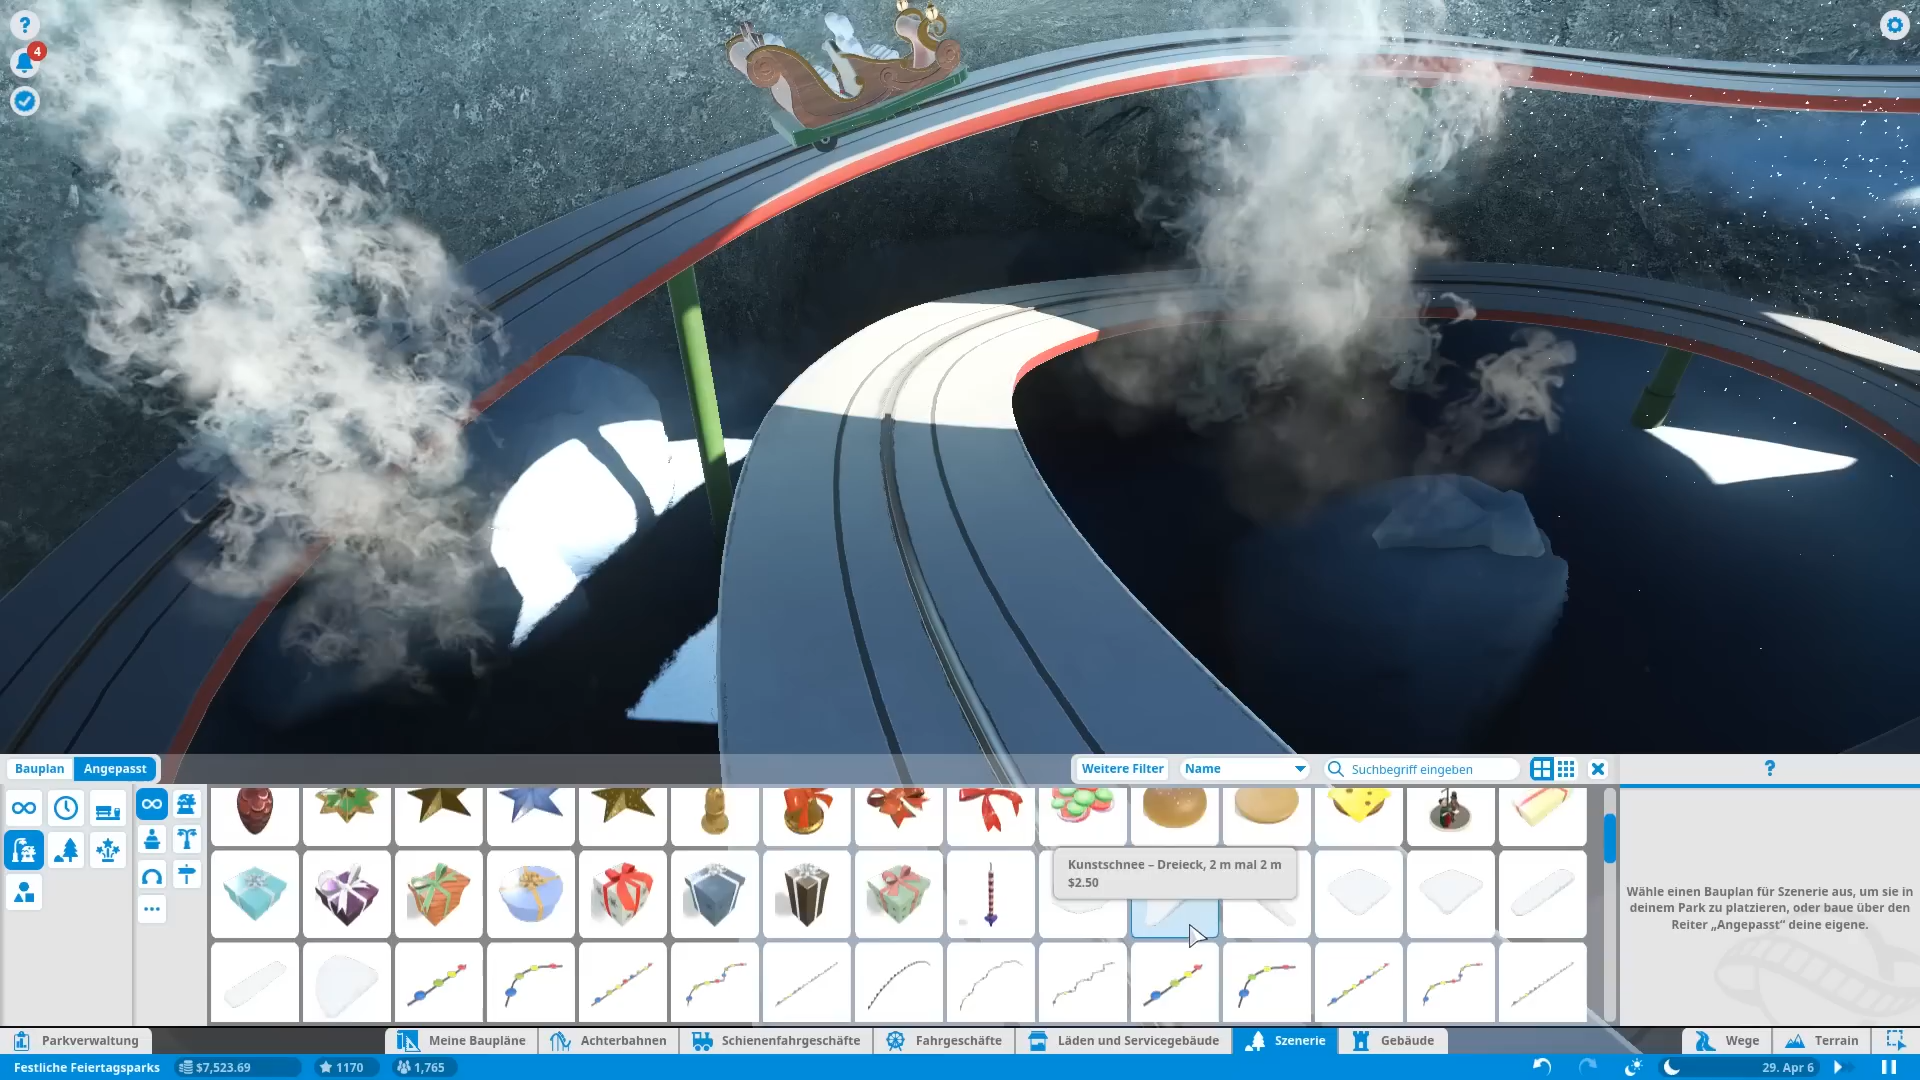 ?
4
Bauplan
Angepasst
Weitere Filter
Name
Suchbegriff eingeben
?
Kunstschnee – Dreieck, 2 m mal 2 m
$2.50
Wähle einen Bauplan für Szenerie aus, um sie in
deinem Park zu platzieren, oder baue über den
Reiter „Angepasst“ deine eigene.
Parkverwaltung
Meine Baupläne
Achterbahnen
Schienenfahrgeschäfte
Fahrgeschäfte
Läden und Servicegebäude
Szenerie
Gebäude
Wege
Terrain
Festliche Feiertagsparks
$7,523.69
1170
1,765
29. Apr 6